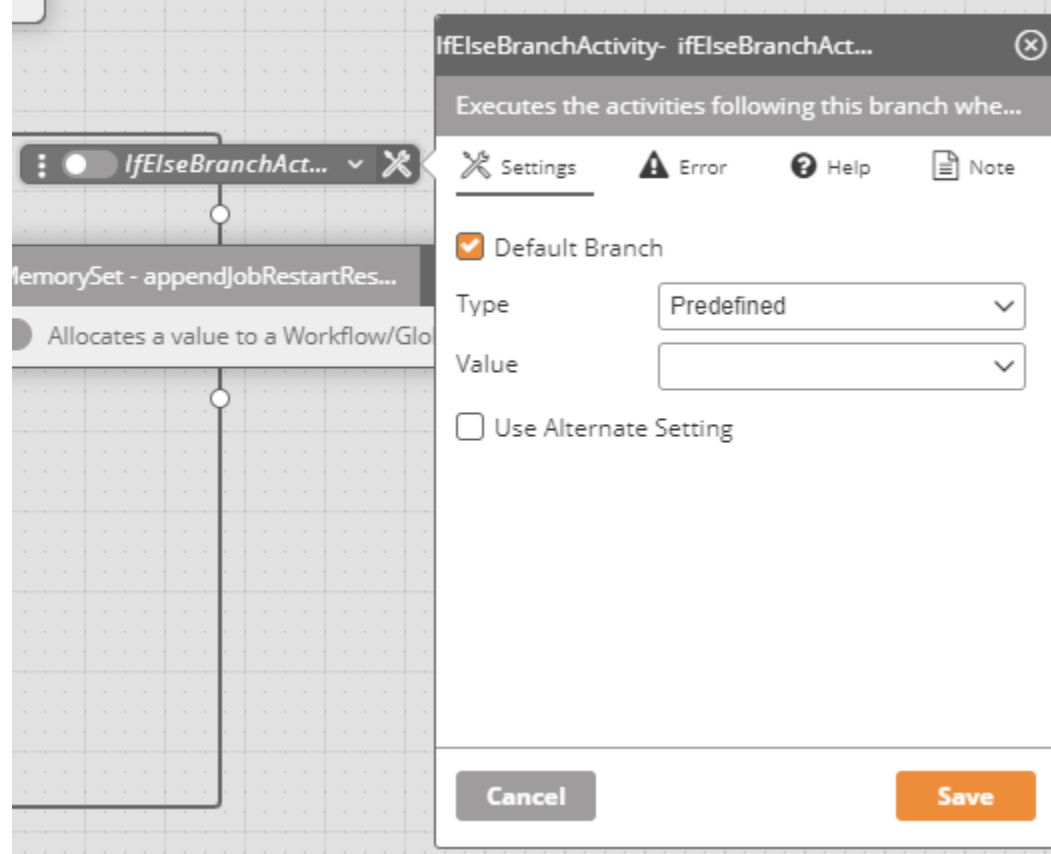 IfElseBranchActivity- ifElseBranchAct...
Executes the activities following this branch whe...
IfElseBranchAct...
Settings
Error
Help
Note
Default Branch
MemorySet - appendJobRestartRes...
Type
Predefined
Allocates a value to a Workflow/Glo
Value
Use Alternate Setting
Cancel
Save